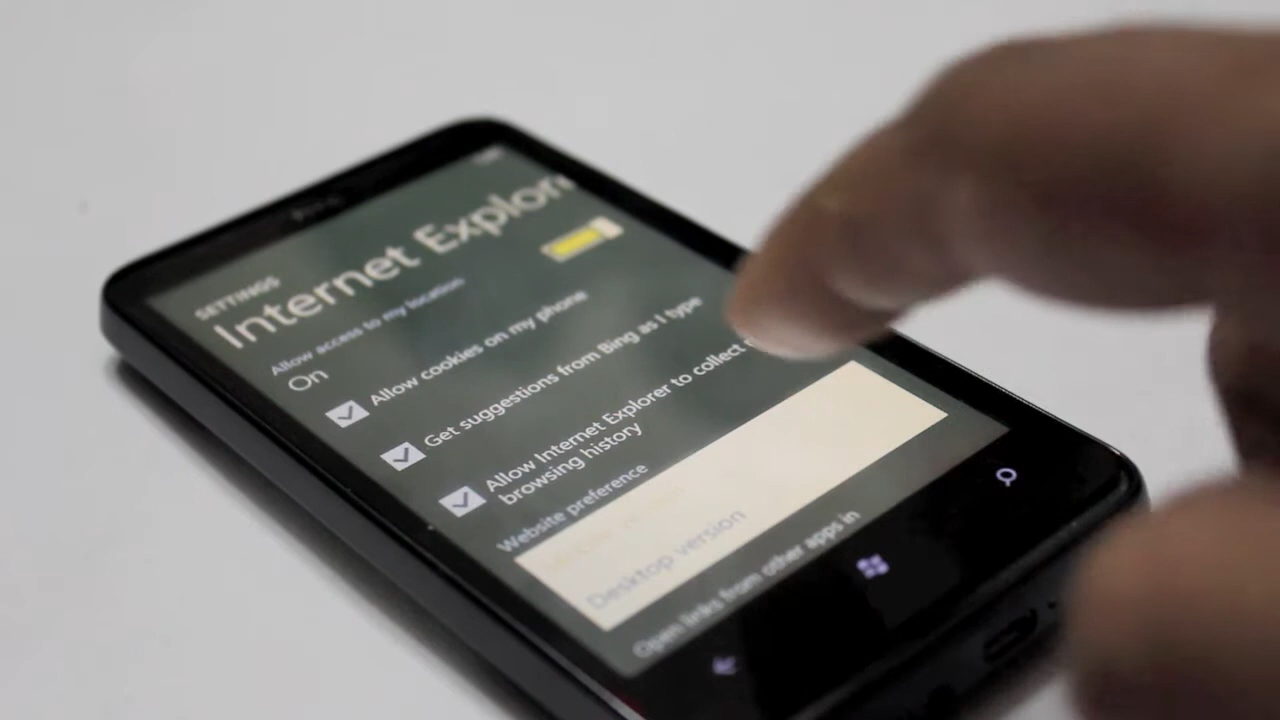 SETTINGS
Internet Explor
Allow access to my location
On
Allow cookies on my phone
Get suggestions from Bing as I type
Allow Internet Explorer to collect
browsing history
Website preference
Desktop version
Open links from other apps in